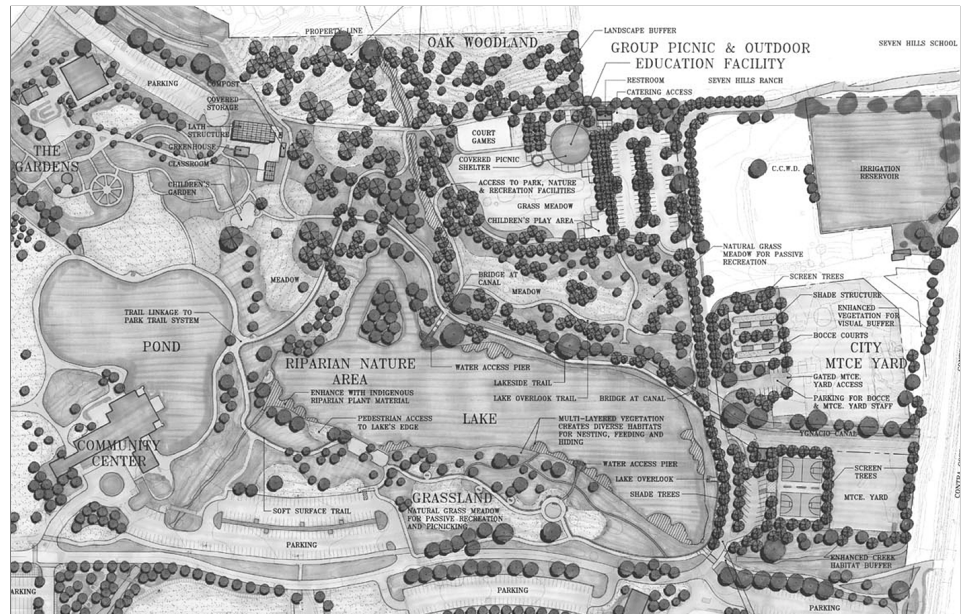 PROPERTY LINE
OAK WOODLAND
LANDSCAPE BUFFER
GROUP PICNIC & OUTDOOR
EDUCATION FACILITY
SEVEN HILLS SCHOOL
RESTROOM
SEVEN HILLS RANCH
CATERING ACCESS
PARKING
COMPOST
COVERED
STORAGE
LATH
STRUCTURE
GREENHOUSE
CLASSROOM
CHILDREN'S
GARDEN
THE
GARDENS
COURT
GAMES
COVERED PICNIC
SHELTER
ACCESS TO PARK, NATURE
& RECREATION FACILITIES
GRASS MEADOW
CHILDREN'S PLAY AREA
C.C.W.D.
IRRIGATION
RESERVOIR
NATURAL GRASS
MEADOW FOR PASSIVE
RECREATION
MEADOW
BRIDGE AT
CANAL
MEADOW
SCREEN TREES
SHADE STRUCTURE
ENHANCED
VEGETATION FOR
VISUAL BUFFER
BOCCE COURTS
CITY
MTCE YARD
GATED MTCE.
YARD ACCESS
PARKING FOR BOCCE
& MTCE. YARD STAFF
TRAIL LINKAGE TO
PARK TRAIL SYSTEM
POND
RIPARIAN NATURE
AREA
ENHANCE WITH INDIGENOUS
RIPARIAN PLANT MATERIAL
WATER ACCESS PIER
LAKESIDE TRAIL
LAKE OVERLOOK TRAIL
BRIDGE AT CANAL
PEDESTRIAN ACCESS
TO LAKE'S EDGE
LAKE
MULTI-LAYERED VEGETATION
CREATES DIVERSE HABITATS
FOR NESTING, FEEDING AND
HIDING
YGNACIO CANAL
COMMUNITY
CENTER
WATER ACCESS PIER
LAKE OVERLOOK
SHADE TREES
SCREEN
TREES
MTCE. YARD
GRASSLAND
NATURAL GRASS MEADOW
FOR PASSIVE RECREATION
AND PICNICKING
SOFT SURFACE TRAIL
PARKING
ENHANCED CREEK
HABITAT BUFFER
PARKING
PARKING
PARKING